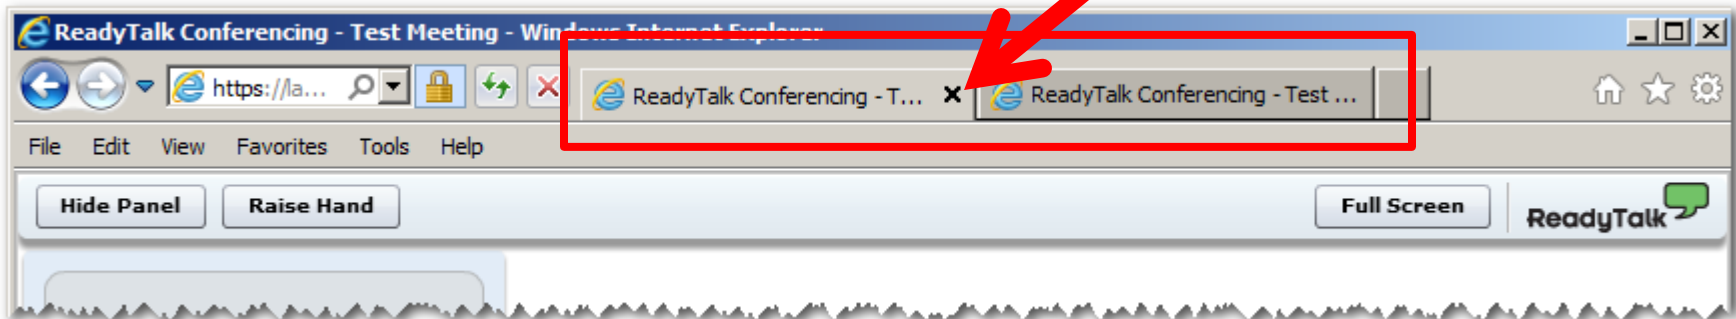 ReadyTalk Conferencing - Test Meeting - Windows Internet Explorer
https://la... ReadyTalk Conferencing - T... ReadyTalk Conferencing - Test ...
File Edit View Favorites Tools Help
Hide Panel Raise Hand Full Screen ReadyTalk